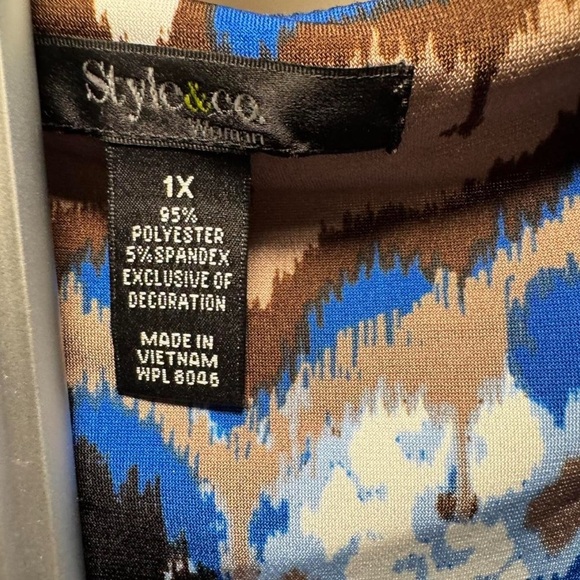 Style&co.
Woman
1X
95%
POLYESTER
5% SPANDEX
EXCLUSIVE OF
DECORATION
MADE IN
VIETNAM
WPL 8046